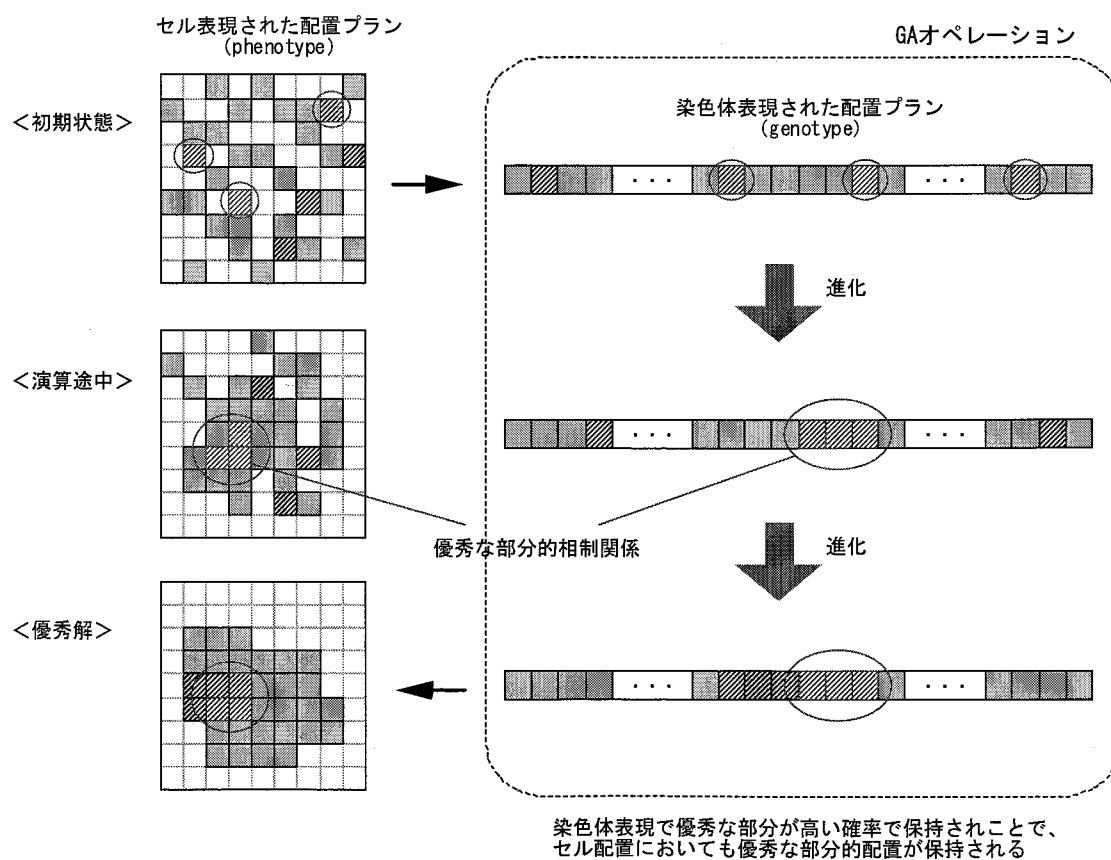 セル表現された配置プラン
(phenotype)
GAオペレーション
<初期状態>
染色体表現された配置プラン
(genotype)
・・・
・・・
進化
<演算途中>
・・・
・・・
優秀な部分的相制関係
進化
<優秀解>
・・・
・・・
染色体表現で優秀な部分が高い確率で保持されことで、
セル配置においても優秀な部分的配置が保持される